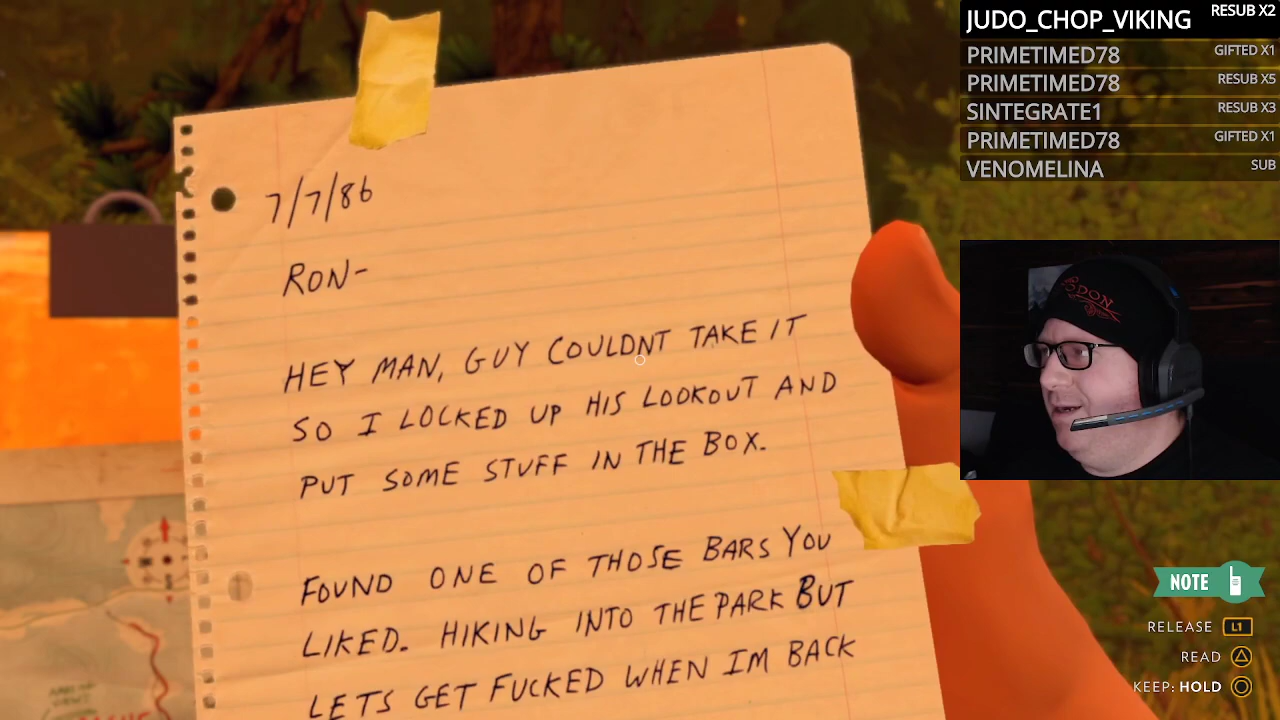 7/7/86
RON-
HEY MAN, GUY COULDNT TAKE IT
SO I LOCKED UP HIS LOOKOUT AND
PUT SOME STUFF IN THE BOX.
FOUND ONE OF THOSE BARS YOU
LIKED. HIKING INTO THE PARK BUT
LETS GET FUCKED WHEN IM BACK
JUDO_CHOP_VIKING RESUB X2
PRIMETIMED78 GIFTED X1
PRIMETIMED78 RESUB X5
SINTEGRATE1 RESUB X3
PRIMETIMED78 GIFTED X1
VENOMELINA SUB
NOTE
RELEASE L1
READ
KEEP: HOLD